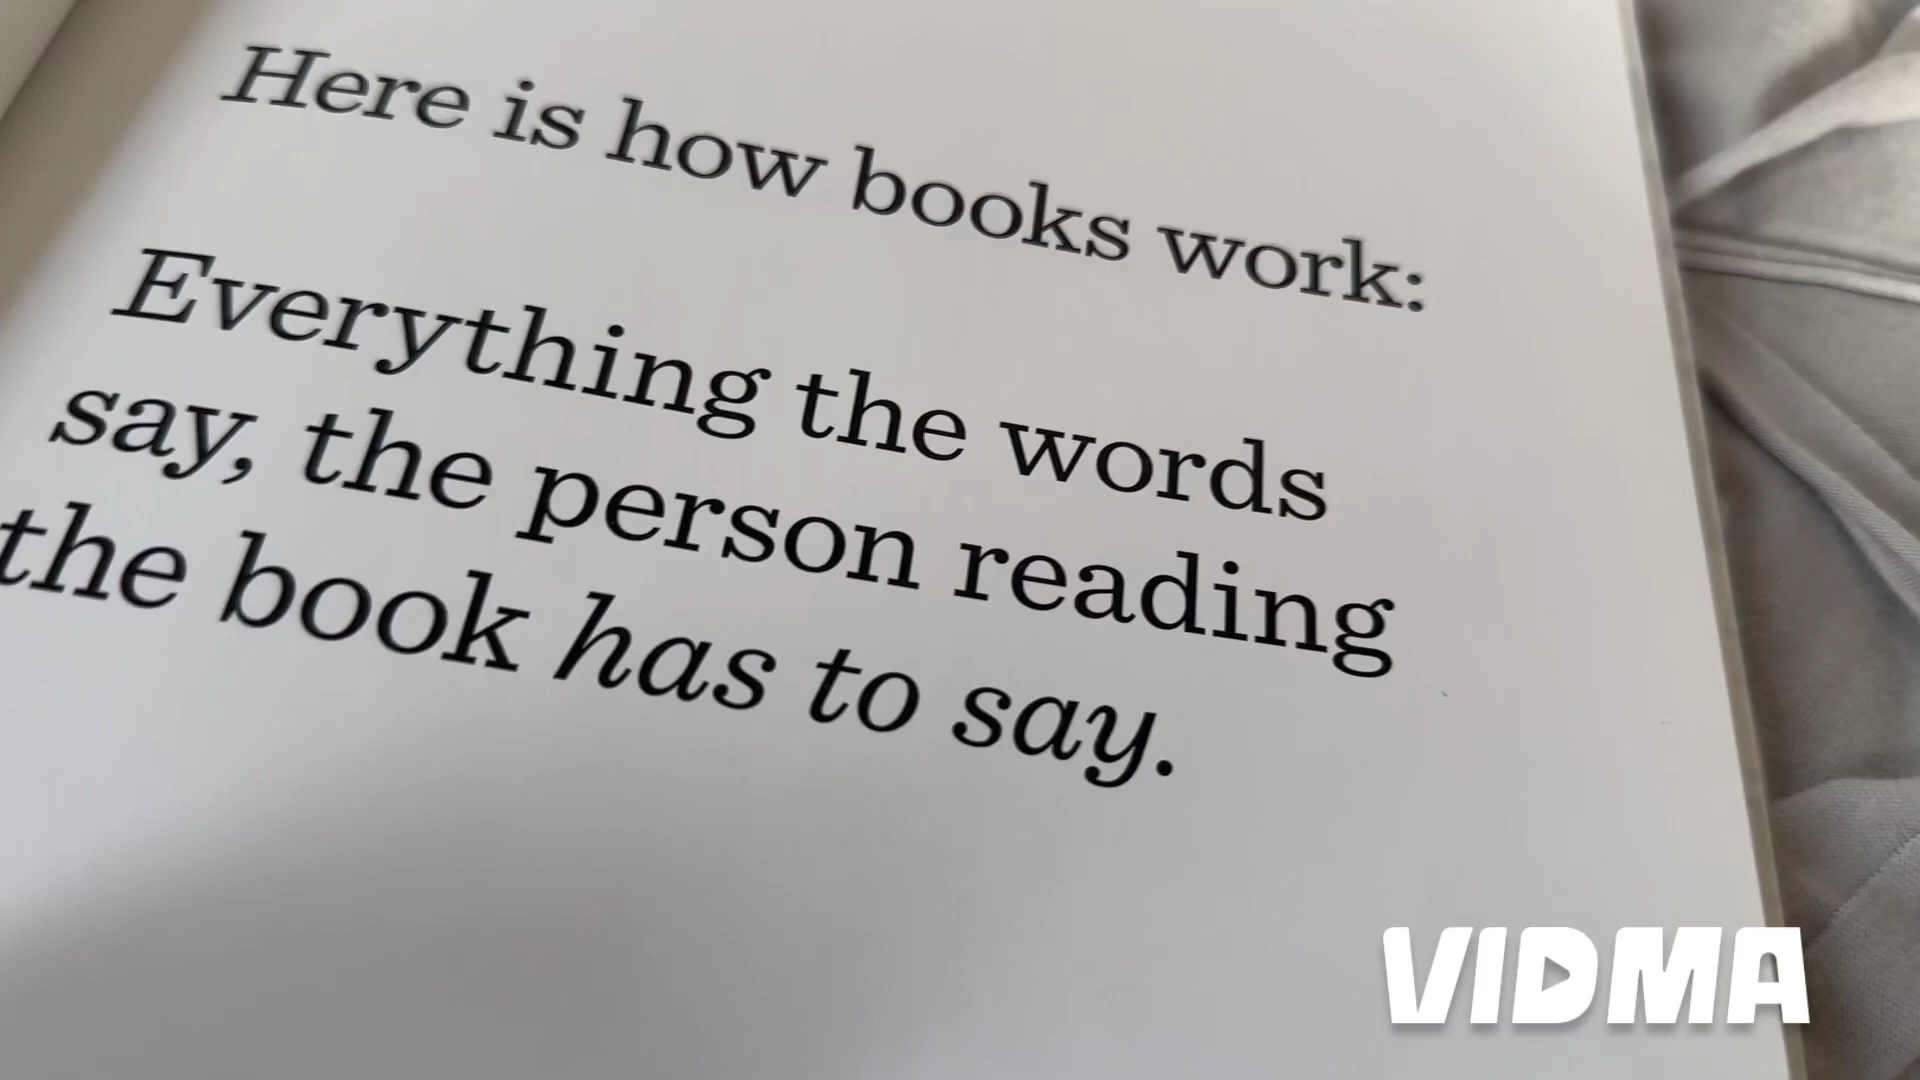 Here is how books work:
Everything the words
say, the person reading
the book has to say.
VIDMA